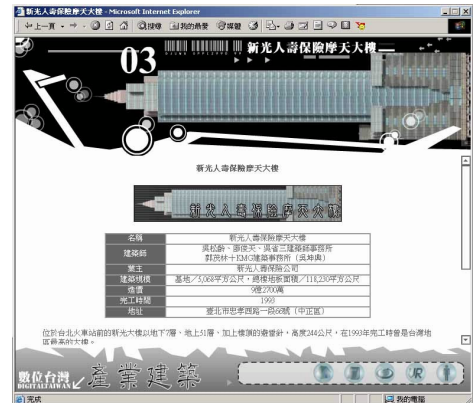 新光人壽保險摩天大樓 - Microsoft Internet Explorer
上一頁
搜尋 我的最愛 媒體
03
新光人壽保險摩天大樓
新光人壽保險摩天大樓
新光人壽保險摩天大樓
名稱 新光人壽保險摩天大樓
建築師 吳松齡、邵俊天、吳省三建築師事務所
郭茂林+KMG建築事務所(吳坤興)
業主 新光人壽保險公司
建築規模 基地/5,068平方公尺,總樓地板面積/118,230平方公尺
造價 9億2700萬
完工時間 1993
地址 臺北市忠孝西路一段66號(中正區)
位於台北火車站前的新光大樓以地下7層、地上51層、加上樓頂的避雷針,高度244公尺,在1993年完工時曾是台灣地
區最高的大樓。
數位台灣
DIGITALTAIWAN
產業建築
完成 我的電腦